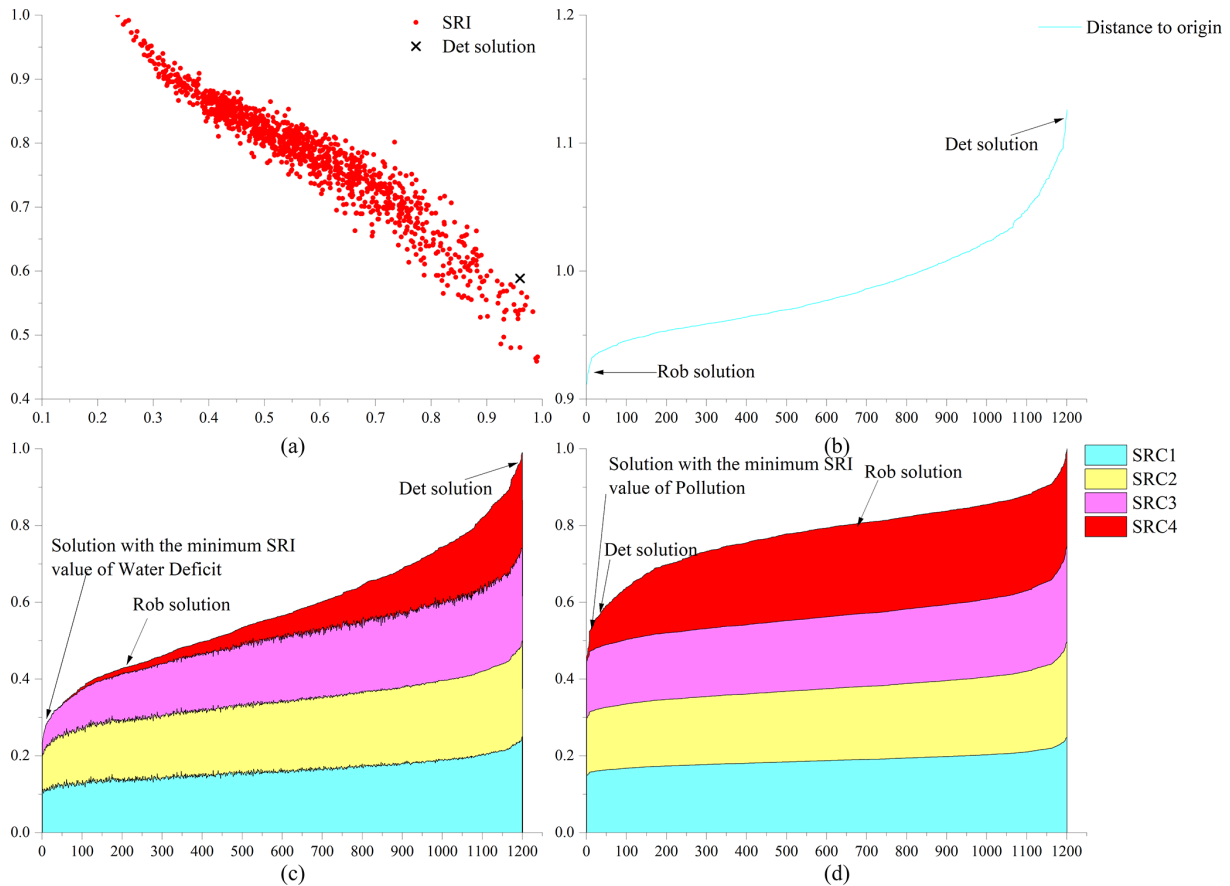 1.0
0.9
0.8
0.7
0.6
0.5
0.4
0.1 0.2 0.3 0.4 0.5 0.6 0.7 0.8 0.9 1.0
SRI
Det solution
(a)
1.2
1.1
1.0
0.9
0 100 200 300 400 500 600 700 800 900 1000 1100 1200
Distance to origin
Det solution
Rob solution
(b)
1.0
0.8
0.6
0.4
0.2
0.0
0 100 200 300 400 500 600 700 800 900 1000 1100 1200
Det solution
Solution with the minimum SRI
value of Water Deficit
Rob solution
(c)
1.0
0.8
0.6
0.4
0.2
0.0
0 100 200 300 400 500 600 700 800 900 1000 1100 1200
Solution with the minimum SRI
value of Pollution
Rob solution
Det solution
(d)
SRC1
SRC2
SRC3
SRC4